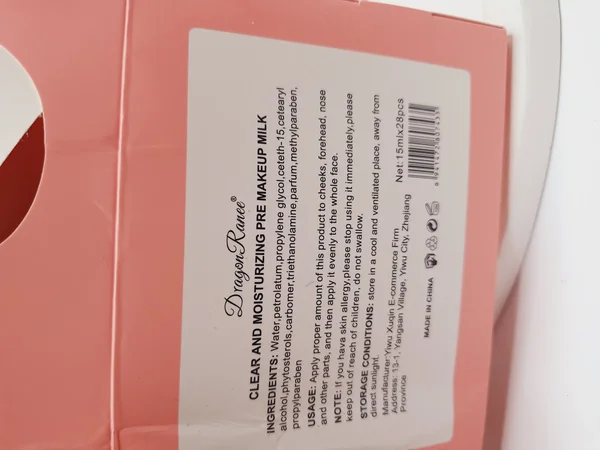 DragonRanee®
CLEAR AND MOISTURIZING PRE MAKEUP MILK
INGREDIENTS: Water,petrolatum,propylene glycol,ceteth-15,cetearyl
alcohol,phytosterols,carbomer,triethanolamine,parfum,methylparaben,
propylparaben
USAGE: Apply proper amount of this product to cheeks, forehead, nose
and other parts, and then apply it evenly to the whole face.
NOTE: If you hava skin allergy,please stop using it immediately,please
keep out of reach of children, do not swallow.
STORAGE CONDITIONS: store in a cool and ventilated place, away from
direct sunlight.
Manufacturer:Yiwu Xuqin E-commerce Firm
Address: 13-1, Yangsan Village, Yiwu City, Zhejiang
Province
Net:15mlx28pcs
MADE IN CHINA